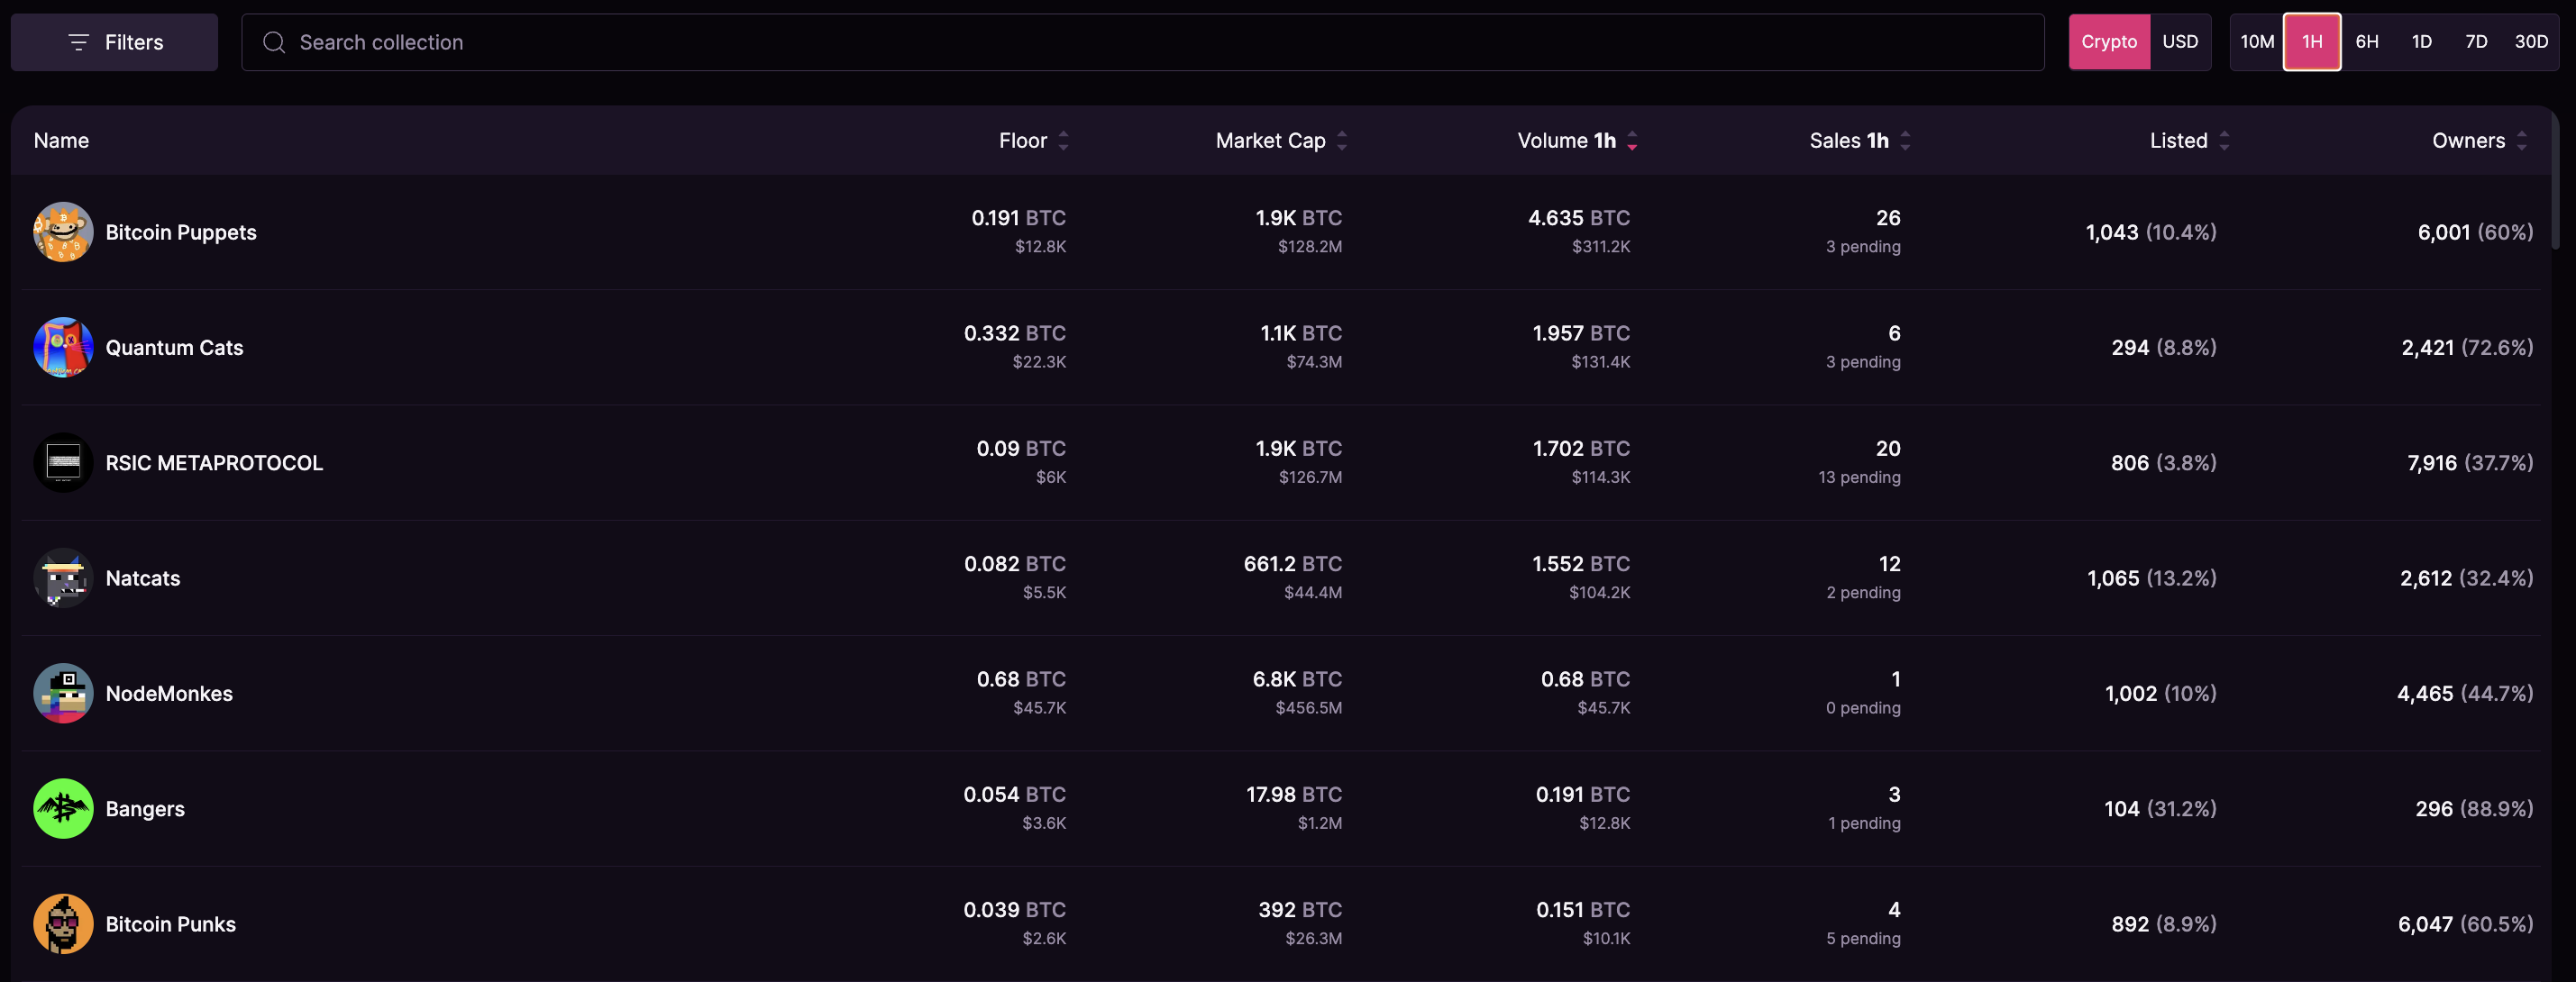 Filters
Search collection
Crypto USD
10M 1H 6H 1D 7D 30D
Name Floor Market Cap Volume 1h Sales 1h Listed Owners
Bitcoin Puppets 0.191 BTC 1.9K BTC 4.635 BTC 26 1,043 (10.4%) 6,001 (60%)
$12.8K $128.2M $311.2K 3 pending
Quantum Cats 0.332 BTC 1.1K BTC 1.957 BTC 6 294 (8.8%) 2,421 (72.6%)
$22.3K $74.3M $131.4K 3 pending
RSIC METAPROTOCOL 0.09 BTC 1.9K BTC 1.702 BTC 20 806 (3.8%) 7,916 (37.7%)
$6K $126.7M $114.3K 13 pending
Natcats 0.082 BTC 661.2 BTC 1.552 BTC 12 1,065 (13.2%) 2,612 (32.4%)
$5.5K $44.4M $104.2K 2 pending
NodeMonkes 0.68 BTC 6.8K BTC 0.68 BTC 1 1,002 (10%) 4,465 (44.7%)
$45.7K $456.5M $45.7K 0 pending
Bangers 0.054 BTC 17.98 BTC 0.191 BTC 3 104 (31.2%) 296 (88.9%)
$3.6K $1.2M $12.8K 1 pending
Bitcoin Punks 0.039 BTC 392 BTC 0.151 BTC 4 892 (8.9%) 6,047 (60.5%)
$2.6K $26.3M $10.1K 5 pending